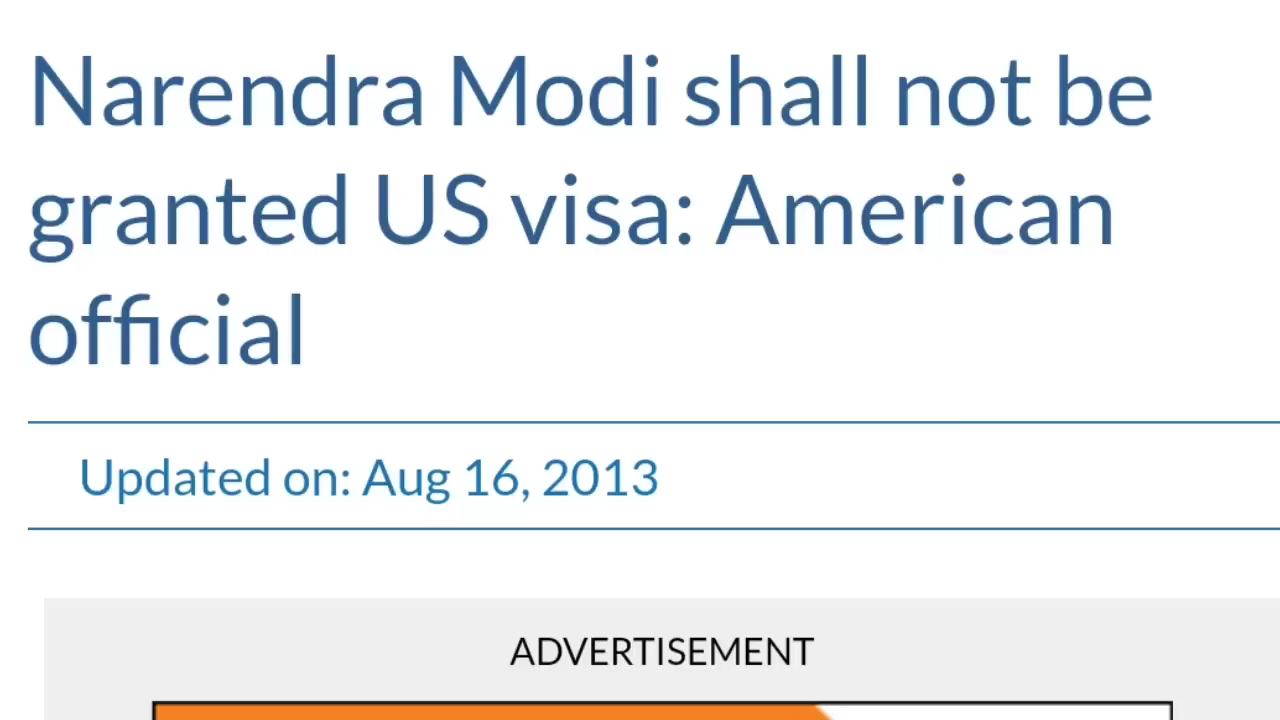 Narendra Modi shall not be
granted US visa: American
official
Updated on: Aug 16, 2013
ADVERTISEMENT